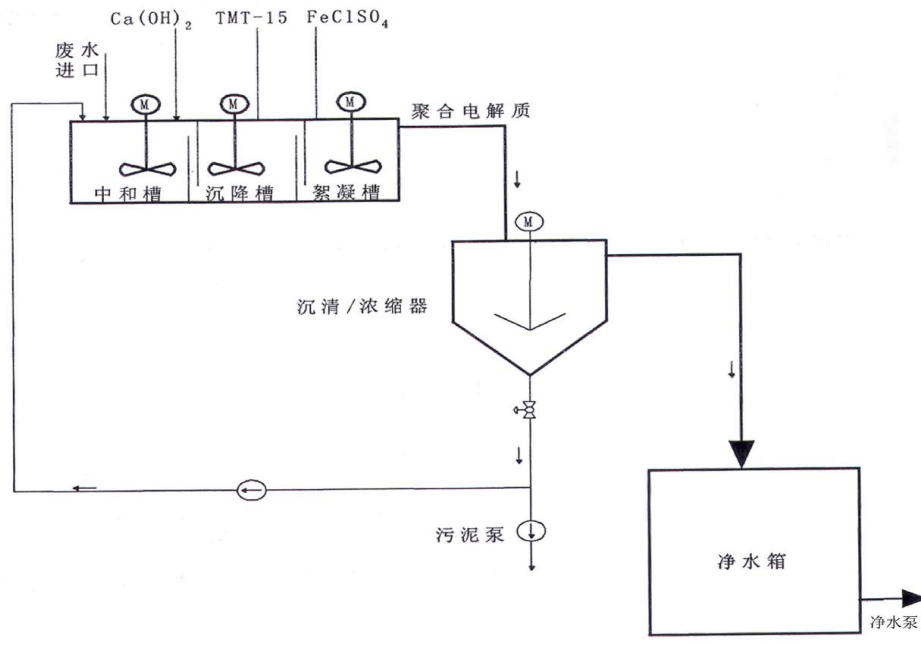 Ca(OH)₂ TMT-15 FeClSO₄
废水
进口
M M M
聚合电解质
中和槽 沉降槽 絮凝槽
M
沉清/浓缩器
污泥泵
净水箱
净水泵